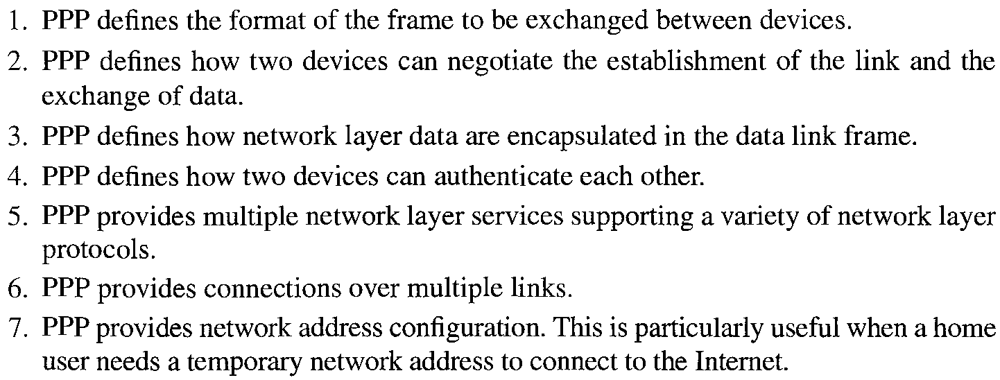 1. PPP defines the format of the frame to be exchanged between devices.
2. PPP defines how two devices can negotiate the establishment of the link and the
exchange of data.
3. PPP defines how network layer data are encapsulated in the data link frame.
4. PPP defines how two devices can authenticate each other.
5. PPP provides multiple network layer services supporting a variety of network layer
protocols.
6. PPP provides connections over multiple links.
7. PPP provides network address configuration. This is particularly useful when a home
user needs a temporary network address to connect to the Internet.